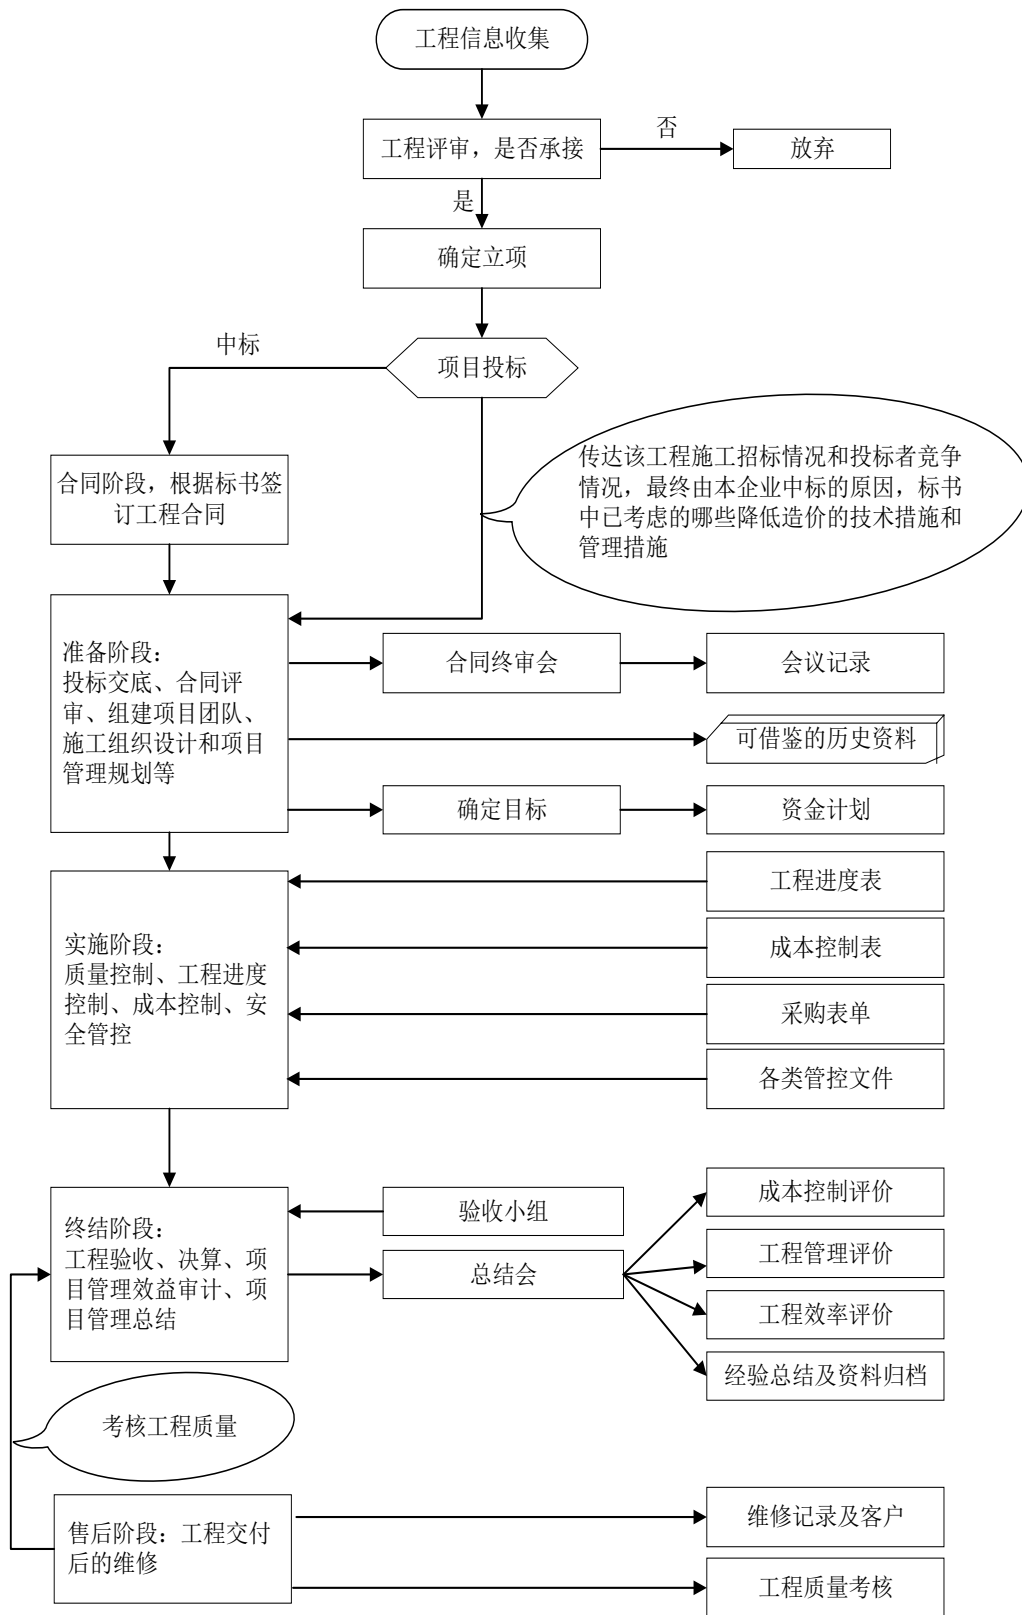 工程信息收集
工程评审，是否承接
否
放弃
是
确定立项
中标
项目投标
传达该工程施工招标情况和投标者竞争
情况，最终由本企业中标的原因，标书
中已考虑的哪些降低造价的技术措施和
管理措施
合同阶段，根据标书签
订工程合同
准备阶段：
投标交底、合同评
审、组建项目团队、
施工组织设计和项目
管理规划等
合同终审会
会议记录
可借鉴的历史资料
确定目标
资金计划
实施阶段：
质量控制、工程进度
控制、成本控制、安
全管控
工程进度表
成本控制表
采购表单
各类管控文件
终结阶段：
工程验收、决算、项
目管理效益审计、项
目管理总结
验收小组
总结会
成本控制评价
工程管理评价
工程效率评价
经验总结及资料归档
考核工程质量
售后阶段：工程交付
后的维修
维修记录及客户
工程质量考核